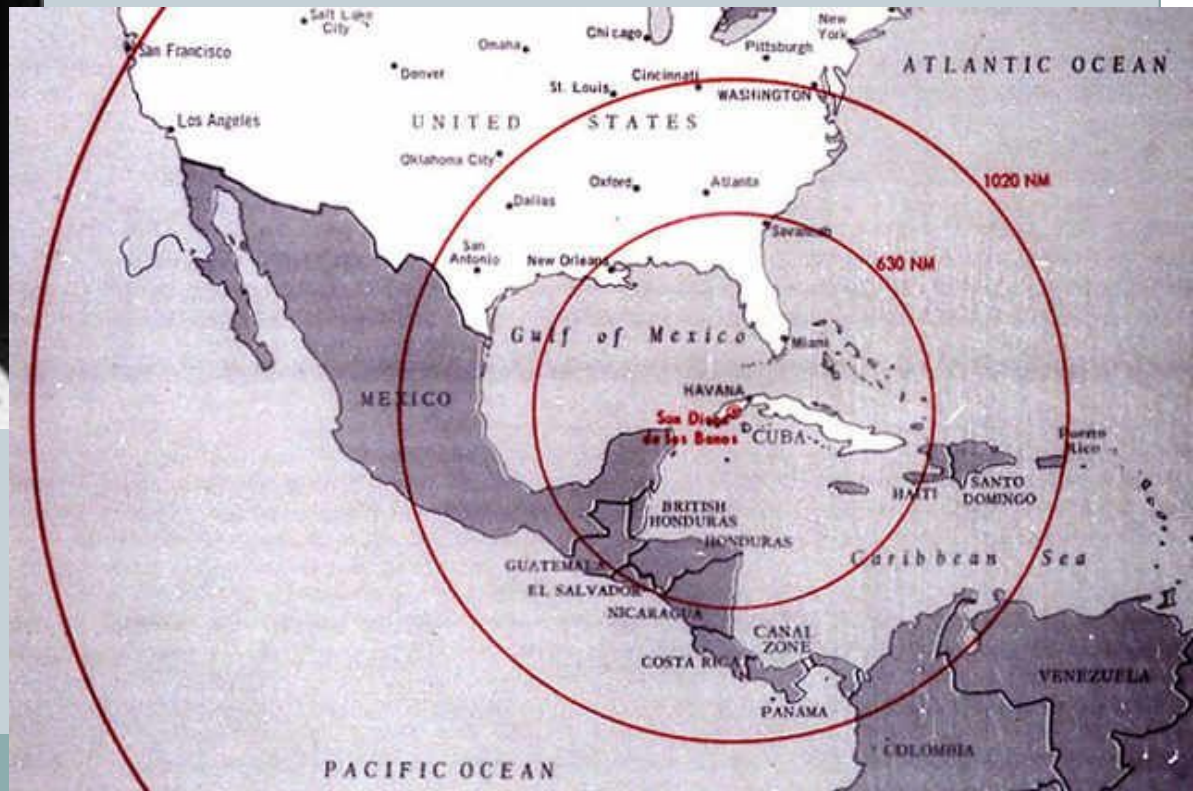 Salt Lake
City
San Francisco
Omaha
Chicago
New
York
Pittsburgh
ATLANTIC OCEAN
Denver
St. Louis
Cincinnati
WASHINGTON
Los Angeles
UNITED STATES
Oklahoma City
Oxford
Atlanta
1020 NM
Dallas
San
Antonio
New Orleans
Savannah
630 NM
Gulf of Mexico
Miami
MEXICO
HAVANA
San Diego
de los Banos
CUBA
Puerto
Rico
HAITI
SANTO
DOMINGO
BRITISH
HONDURAS
HONDURAS
Caribbean Sea
GUATEMALA
EL SALVADOR
NICARAGUA
CANAL
ZONE
COSTA RICA
VENEZUELA
PANAMA
COLOMBIA
PACIFIC OCEAN